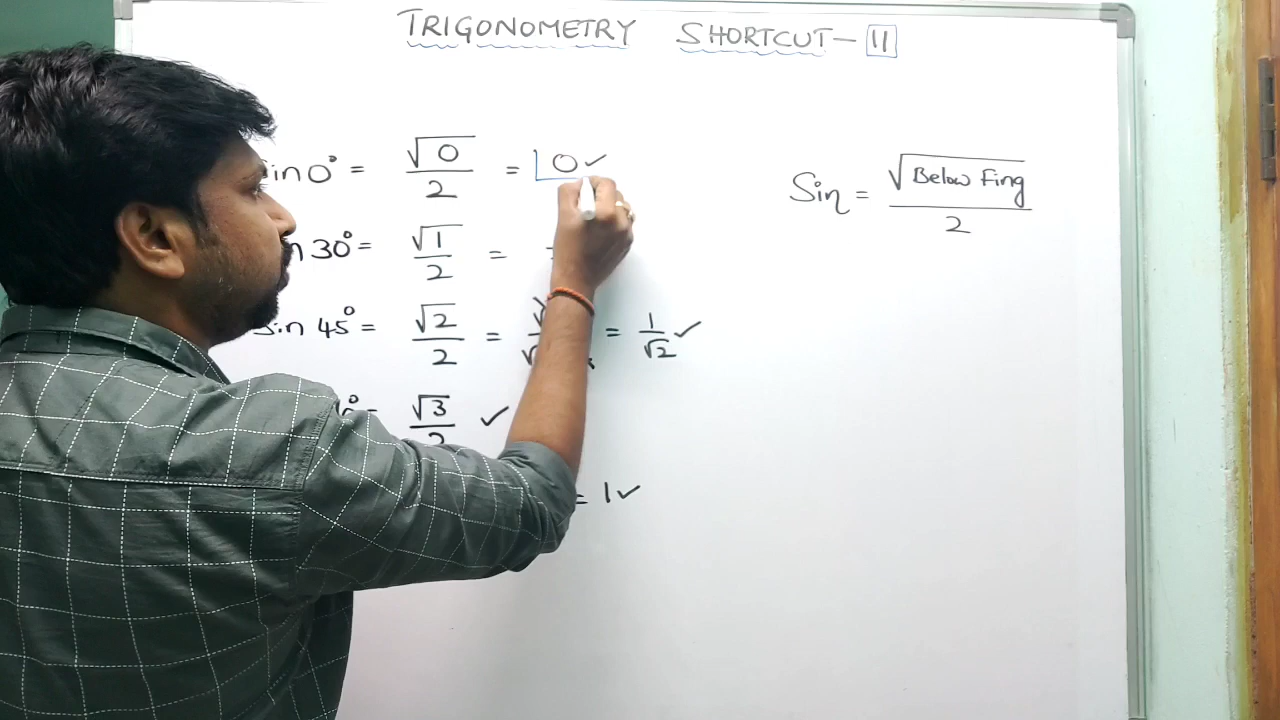 TRIGONOMETRY SHORTCUT - 11
in 0° = √0/2 = 0 ✓
n 30° = √1/2 =
Sin 45° = √2/2 = = 1/√2 ✓
° = √3/2 ✓
= 1 ✓
Sin = √Below Fing/2